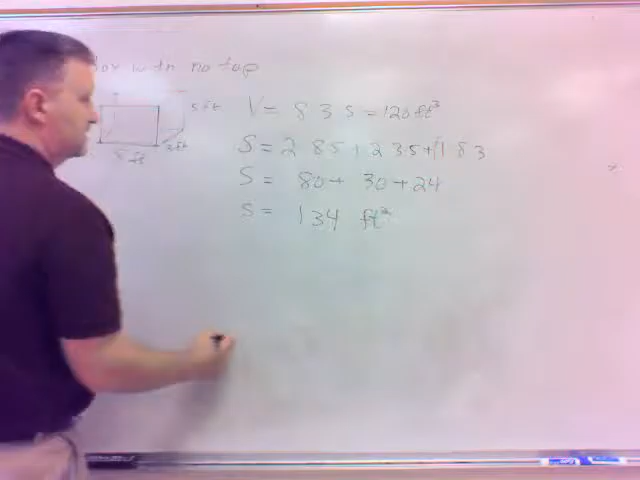 Box with no top
5 ft
3 ft
8 ft
V = 8 3 5 = 120 ft³
S = 2 8 5 + 2 3 5 + 1 8 3
S = 80 + 30 + 24
S = 134 ft²